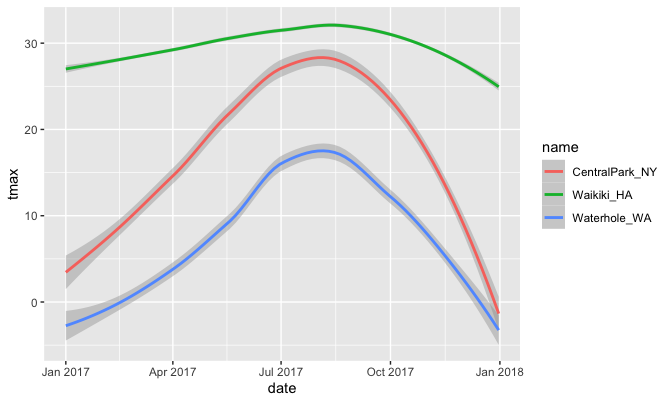 tmax
30
20
10
0
Jan 2017
Apr 2017
Jul 2017
Oct 2017
Jan 2018
date
name
CentralPark_NY
Waikiki_HA
Waterhole_WA